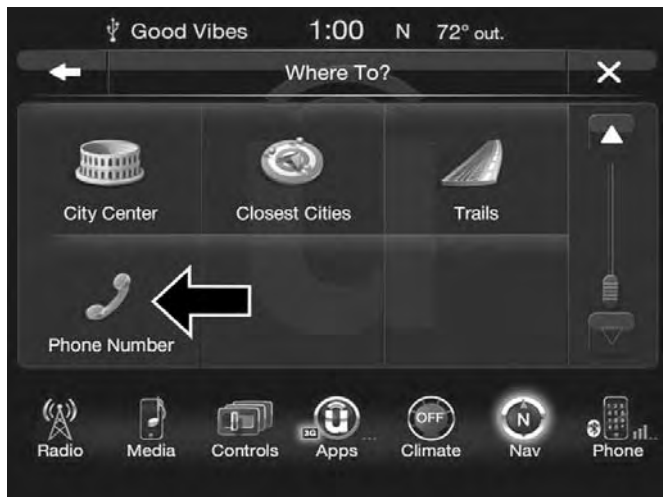 Good Vibes 1:00 N 72° out.
Where To?
City Center Closest Cities Trails
Phone Number
3G OFF N
Radio Media Controls Apps Climate Nav Phone